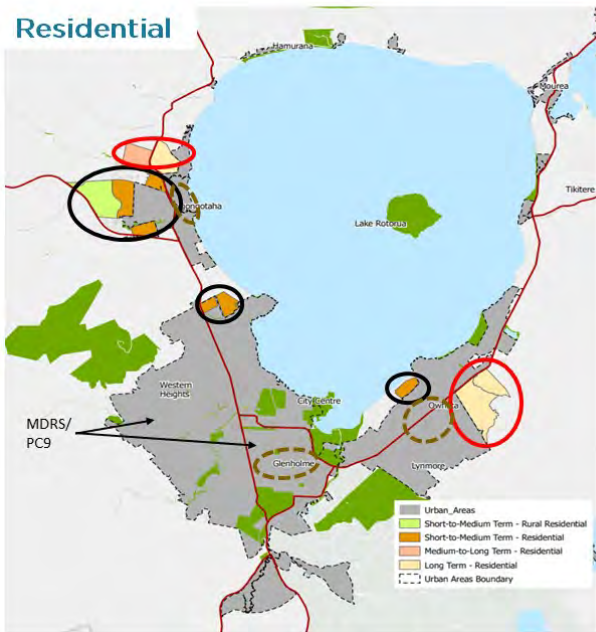 Residential
Hamurana
Mourea
Tikitere
ongotaha
Lake Rotorua
Western
Heights
City Centre
MDRS/
PC9
Owhata
Glenholme
Lynmore
Urban_Areas
Short-to-Medium Term - Rural Residential
Short-to-Medium Term - Residential
Medium-to-Long Term - Residential
Long Term - Residential
Urban Areas Boundary